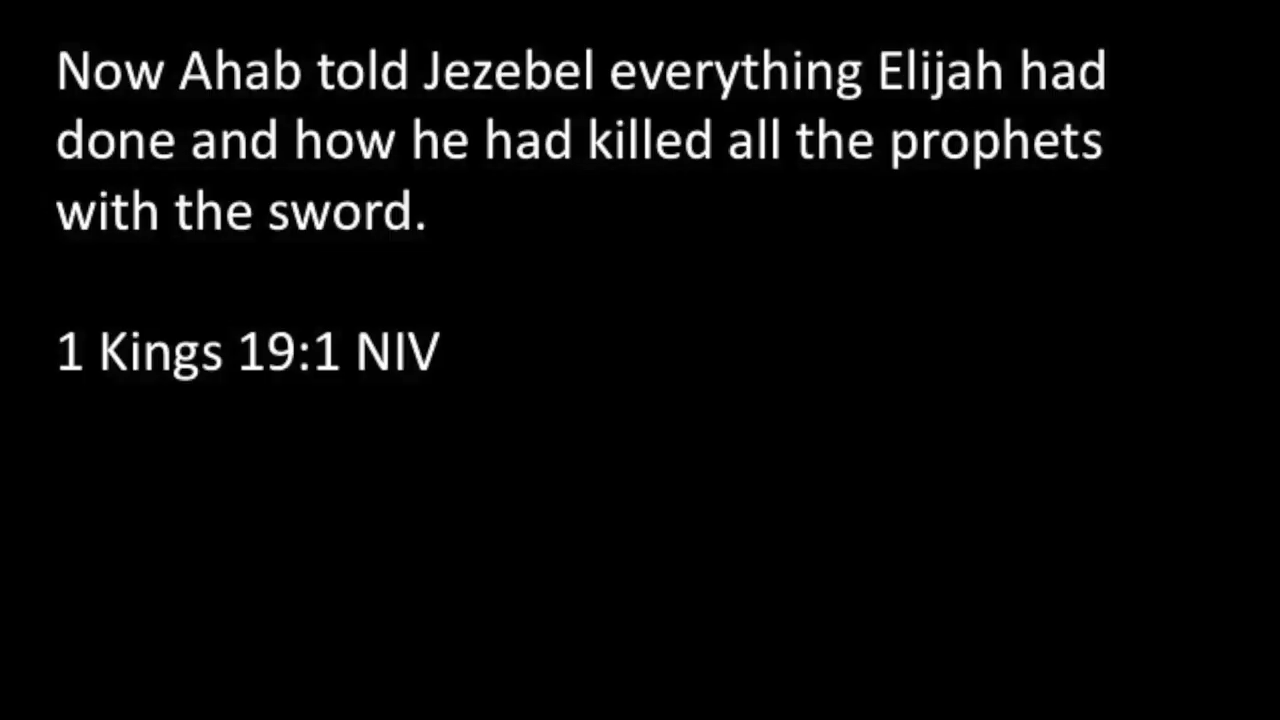 Now Ahab told Jezebel everything Elijah had
done and how he had killed all the prophets
with the sword.
1 Kings 19:1 NIV